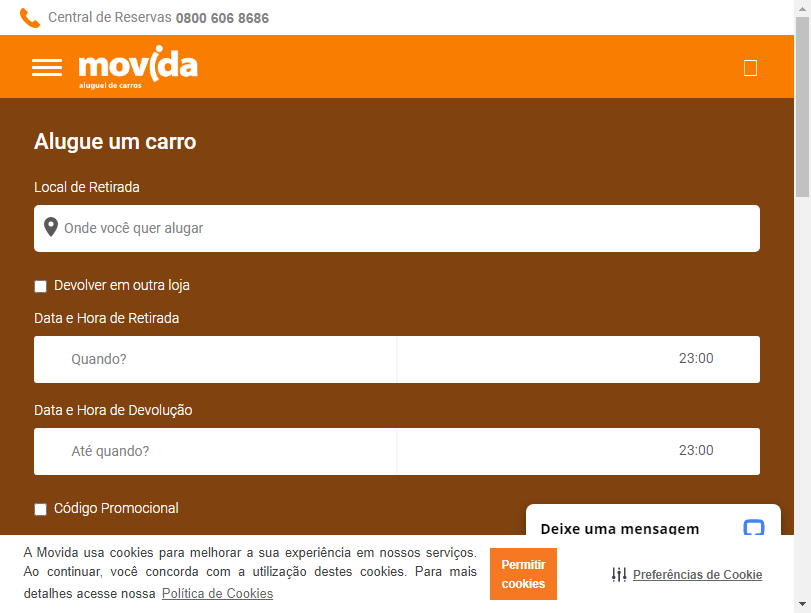 Central de Reservas 0800 606 8686
movida
aluguel de carros
Alugue um carro
Local de Retirada
Onde você quer alugar
Devolver em outra loja
Data e Hora de Retirada
Quando? 23:00
Data e Hora de Devolução
Até quando? 23:00
Código Promocional
Deixe uma mensagem
A Movida usa cookies para melhorar a sua experiência em nossos serviços.
Ao continuar, você concorda com a utilização destes cookies. Para mais
detalhes acesse nossa Política de Cookies
Permitir
cookies
Preferências de Cookie